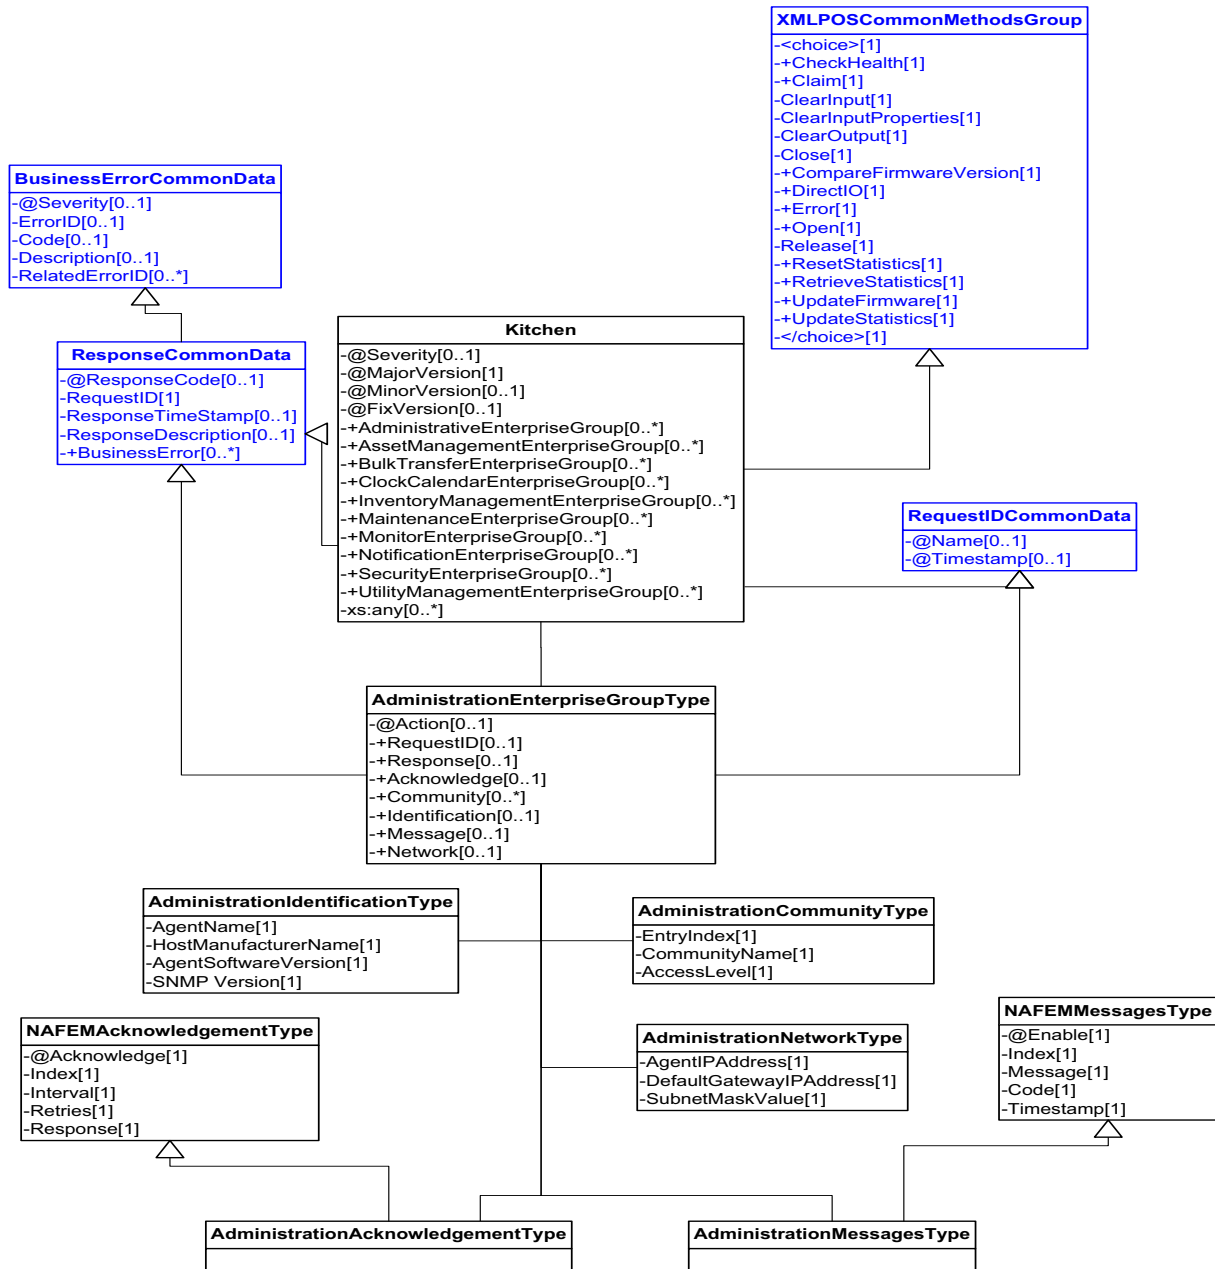 XMLPOSCommonMethodsGroup
-<choice>[1]
-+CheckHealth[1]
-+Claim[1]
-ClearInput[1]
-ClearInputProperties[1]
-ClearOutput[1]
-Close[1]
-+CompareFirmwareVersion[1]
-+DirectIO[1]
-+Error[1]
-+Open[1]
-Release[1]
-+ResetStatistics[1]
-+RetrieveStatistics[1]
-+UpdateFirmware[1]
-+UpdateStatistics[1]
-</choice>[1]
BusinessErrorCommonData
-@Severity[0..1]
-ErrorID[0..1]
-Code[0..1]
-Description[0..1]
-RelatedErrorID[0..*]
ResponseCommonData
-@ResponseCode[0..1]
-RequestID[1]
-ResponseTimeStamp[0..1]
-ResponseDescription[0..1]
-+BusinessError[0..*]
Kitchen
-@Severity[0..1]
-@MajorVersion[1]
-@MinorVersion[0..1]
-@FixVersion[0..1]
-+AdministrativeEnterpriseGroup[0..*]
-+AssetManagementEnterpriseGroup[0..*]
-+BulkTransferEnterpriseGroup[0..*]
-+ClockCalendarEnterpriseGroup[0..*]
-+InventoryManagementEnterpriseGroup[0..*]
-+MaintenanceEnterpriseGroup[0..*]
-+MonitorEnterpriseGroup[0..*]
-+NotificationEnterpriseGroup[0..*]
-+SecurityEnterpriseGroup[0..*]
-+UtilityManagementEnterpriseGroup[0..*]
-xs:any[0..*]
RequestIDCommonData
-@Name[0..1]
-@Timestamp[0..1]
AdministrationEnterpriseGroupType
-@Action[0..1]
-+RequestID[0..1]
-+Response[0..1]
-+Acknowledge[0..1]
-+Community[0..*]
-+Identification[0..1]
-+Message[0..1]
-+Network[0..1]
AdministrationIdentificationType
-AgentName[1]
-HostManufacturerName[1]
-AgentSoftwareVersion[1]
-SNMP Version[1]
AdministrationCommunityType
-EntryIndex[1]
-CommunityName[1]
-AccessLevel[1]
NAFEMAcknowledgementType
-@Acknowledge[1]
-Index[1]
-Interval[1]
-Retries[1]
-Response[1]
AdministrationNetworkType
-AgentIPAddress[1]
-DefaultGatewayIPAddress[1]
-SubnetMaskValue[1]
NAFEMMessagesType
-@Enable[1]
-Index[1]
-Message[1]
-Code[1]
-Timestamp[1]
AdministrationAcknowledgementType
AdministrationMessagesType